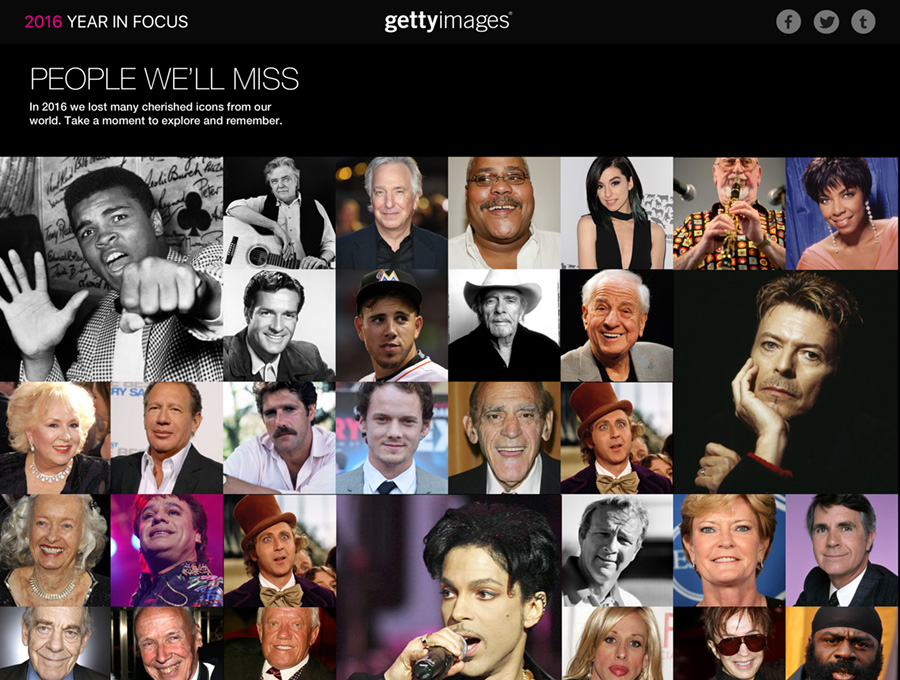 2016 YEAR IN FOCUS
gettyimages®
PEOPLE WE'LL MISS
In 2016 we lost many cherished icons from our
world. Take a moment to explore and remember.